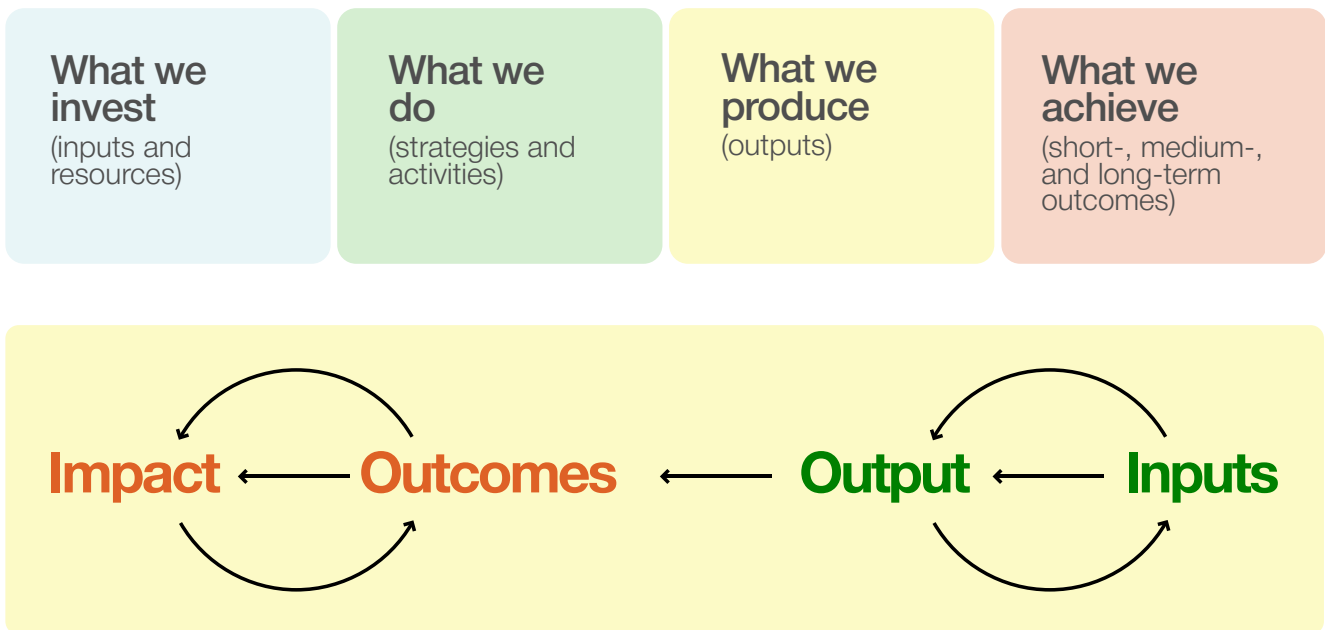 What we
invest
(inputs and
resources)
What we
do
(strategies and
activities)
What we
produce
(outputs)
What we
achieve
(short-, medium-,
and long-term
outcomes)
Impact
Outcomes
Output
Inputs